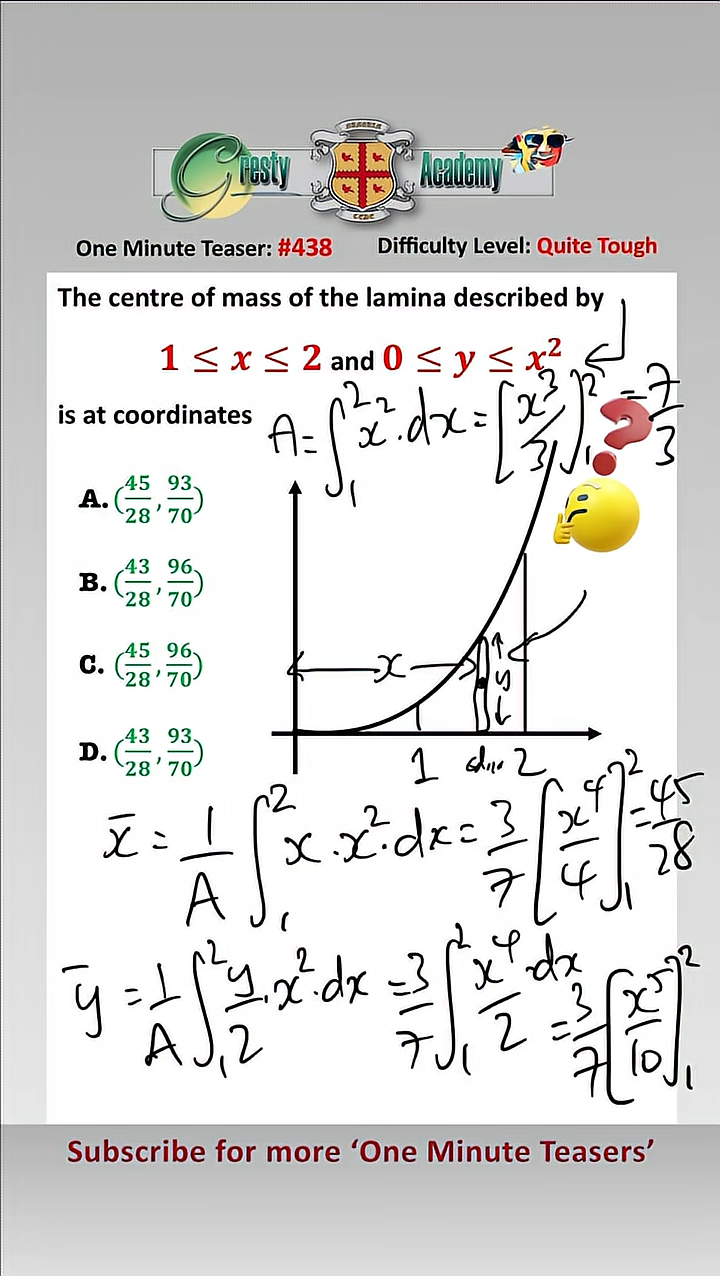 Gresty Academy
One Minute Teaser: #438 Difficulty Level: Quite Tough
The centre of mass of the lamina described by
1 ≤ x ≤ 2 and 0 ≤ y ≤ x²
is at coordinates
A = ∫₁² x² . dx = [x³/3]₁² = 7/3
A. (45/28, 93/70)
B. (43/28, 96/70)
C. (45/28, 96/70)
D. (43/28, 93/70)
x
y
1 2
x̄ = 1/A ∫₁² x . x² . dx = 3/7 [x⁴/4]₁² = 45/28
ȳ = 1/A ∫₁² y/2 . x² . dx = 3/7 ∫₁² x⁴/2 dx = 3/7 [x⁵/10]₁²
Subscribe for more ‘One Minute Teasers’